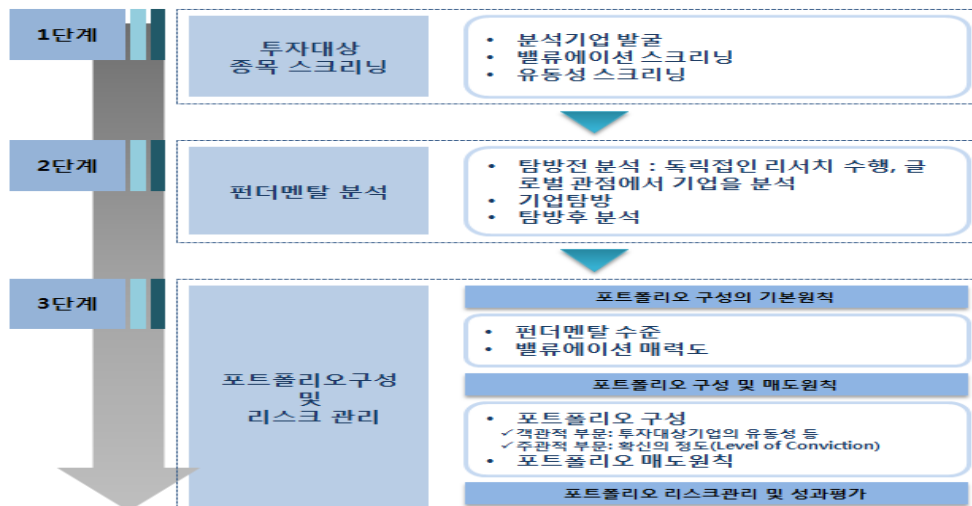 1단계
투자대상
종목 스크리닝
• 분석기업 발굴
• 밸류에이션 스크리닝
• 유동성 스크리닝
2단계
펀더멘탈 분석
• 탐방전 분석 : 독립접인 리서치 수행, 글
로벌 관점에서 기업을 분석
• 기업탐방
• 탐방후 분석
3단계
포트폴리오구성
및
리스크 관리
포트폴리오 구성의 기본원칙
• 펀더멘탈 수준
• 밸류에이션 매력도
포트폴리오 구성 및 매도원칙
• 포트폴리오 구성
✓객관적 부문: 투자대상기업의 유동성 등
✓주관적 부문: 확신의 정도(Level of Conviction)
• 포트폴리오 매도원칙
포트폴리오 리스크관리 및 성과평가